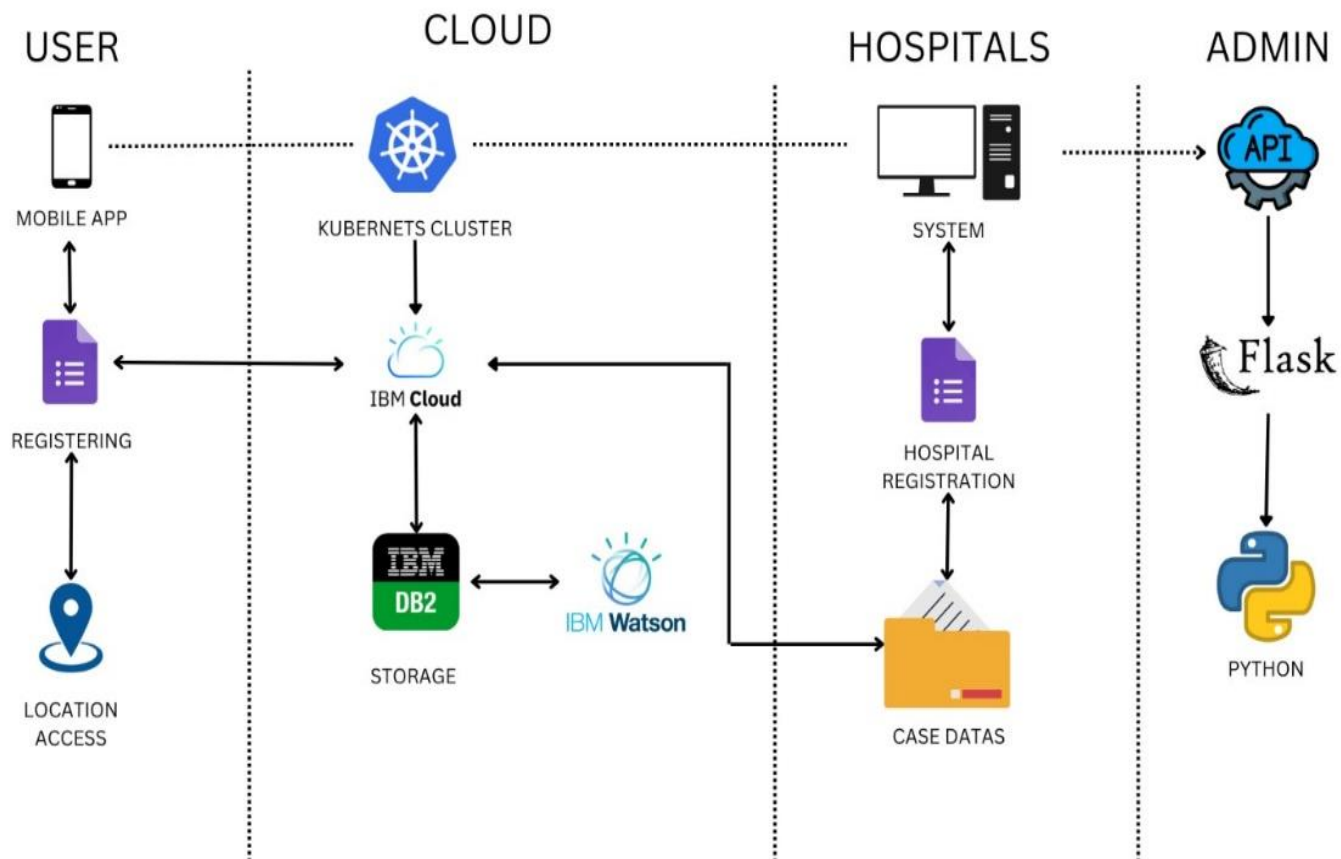 USER
CLOUD
HOSPITALS
ADMIN
API
MOBILE APP
KUBERNETS CLUSTER
SYSTEM
IBM Cloud
Flask
REGISTERING
HOSPITAL
REGISTRATION
IBM
DB2
IBM Watson
STORAGE
PYTHON
LOCATION
ACCESS
CASE DATAS